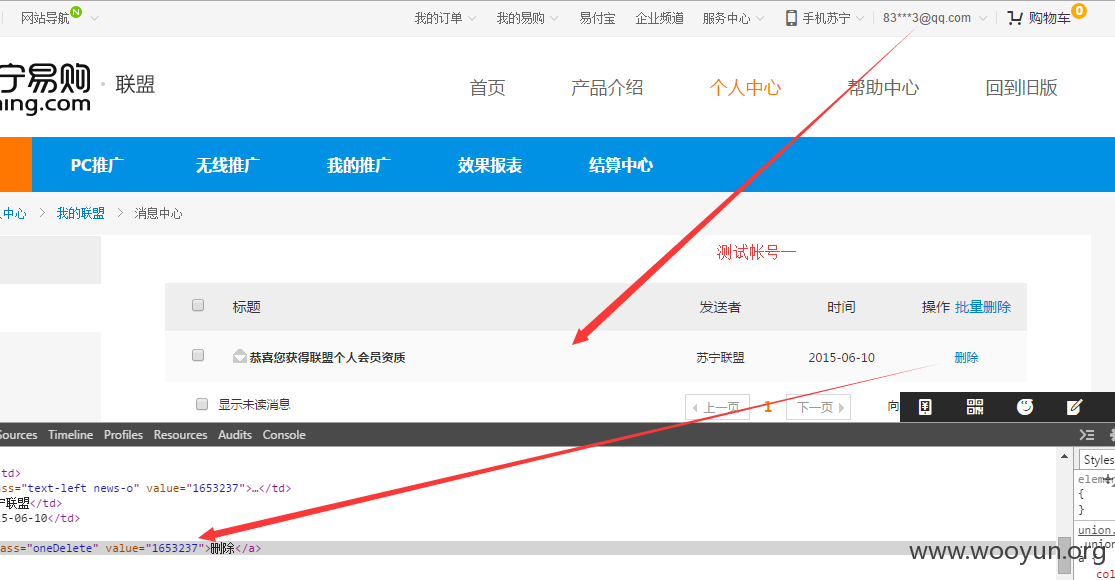 网站导航 N 我的订单 我的易购 易付宝 企业频道 服务中心 手机苏宁 83***3@qq.com 购物车 0
宁易购 · 联盟 首页 产品介绍 个人中心 帮助中心 回到旧版
ning.com
PC推广 无线推广 我的推广 效果报表 结算中心
人中心 > 我的联盟 > 消息中心
测试帐号一
标题 发送者 时间 操作 批量删除
恭喜您获得联盟个人会员资质 苏宁联盟 2015-06-10 删除
显示未读消息 上一页 1 下一页 向
Sources Timeline Profiles Resources Audits Console
Styles
td>
ass="text-left news-o" value="1653237">…</td>
宁联盟</td>
15-06-10</td>
ass="oneDelete" value="1653237">删除</a>
{
}
union.
union
a
col
www.wooyun.org